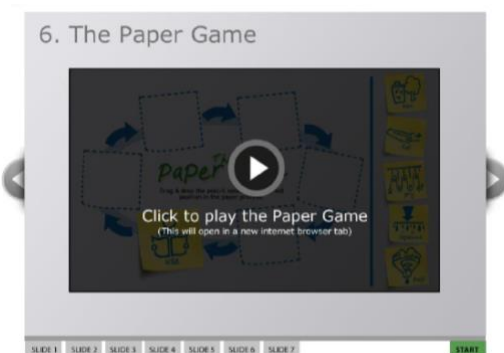 6. The Paper Game
Paper
Click to play the Paper Game
(This will open in a new internet browser tab)
SLIDE 1 SLIDE 2 SLIDE 3 SLIDE 4 SLIDE 5 SLIDE 6 SLIDE 7
START